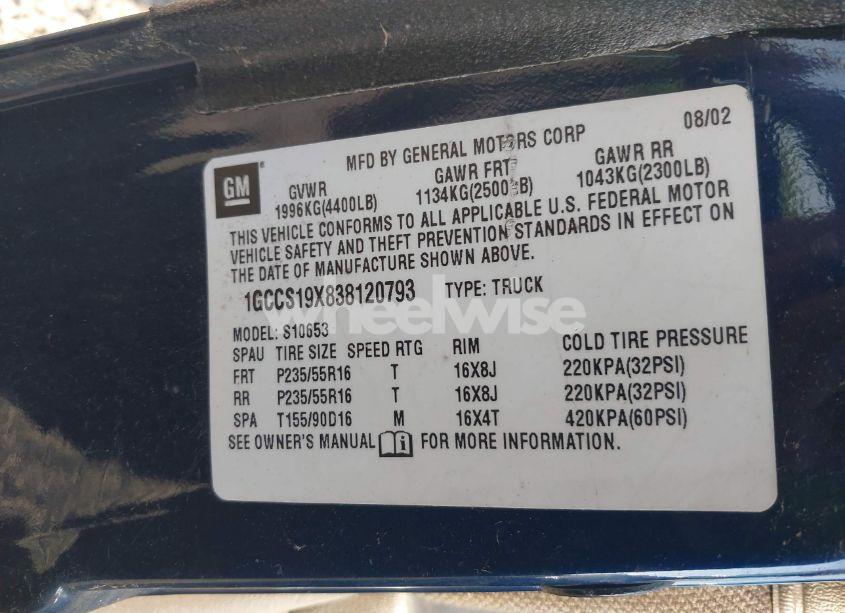 08/02
MFD BY GENERAL MOTORS CORP
GM
GVWR GAWR FRT GAWR RR
1996KG(4400LB) 1134KG(2500LB) 1043KG(2300LB)
THIS VEHICLE CONFORMS TO ALL APPLICABLE U.S. FEDERAL MOTOR
VEHICLE SAFETY AND THEFT PREVENTION STANDARDS IN EFFECT ON
THE DATE OF MANUFACTURE SHOWN ABOVE.
1GCCS19X838120793 TYPE: TRUCK
wheelwise
MODEL: S10653
SPAU TIRE SIZE SPEED RTG RIM COLD TIRE PRESSURE
FRT P235/55R16 T 16X8J 220KPA(32PSI)
RR P235/55R16 T 16X8J 220KPA(32PSI)
SPA T155/90D16 M 16X4T 420KPA(60PSI)
SEE OWNER'S MANUAL FOR MORE INFORMATION.